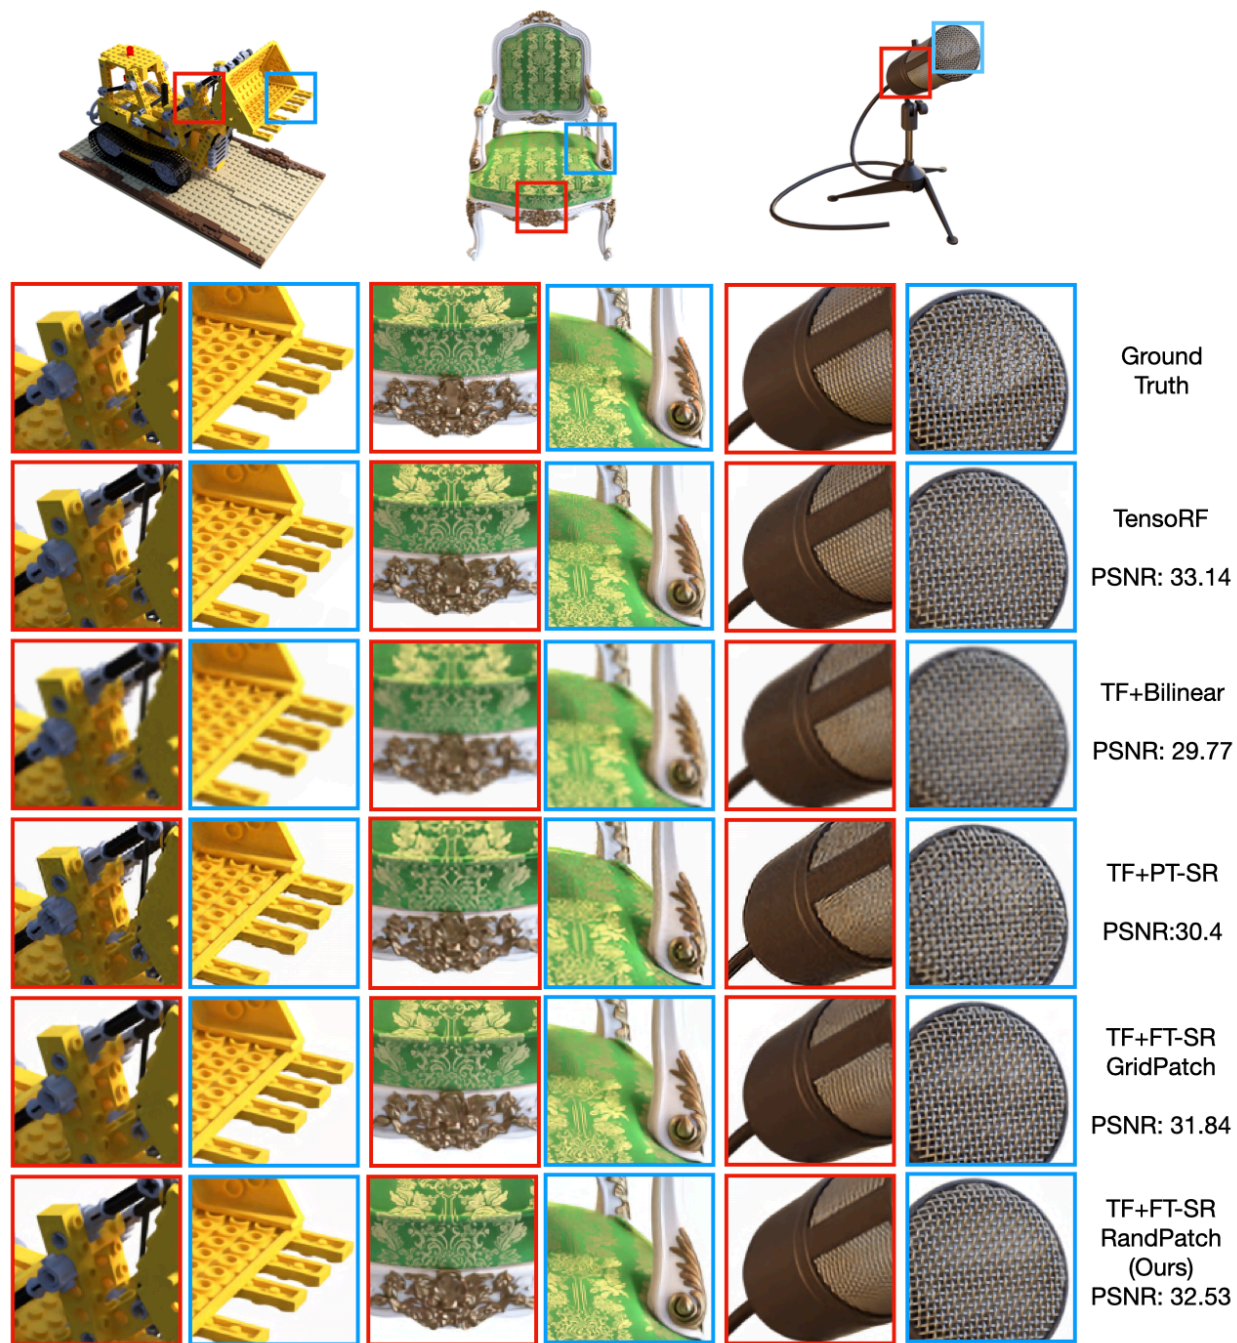 Ground
Truth
TensoRF
PSNR: 33.14
TF+Bilinear
PSNR: 29.77
TF+PT-SR
PSNR:30.4
TF+FT-SR
GridPatch
PSNR: 31.84
TF+FT-SR
RandPatch
(Ours)
PSNR: 32.53